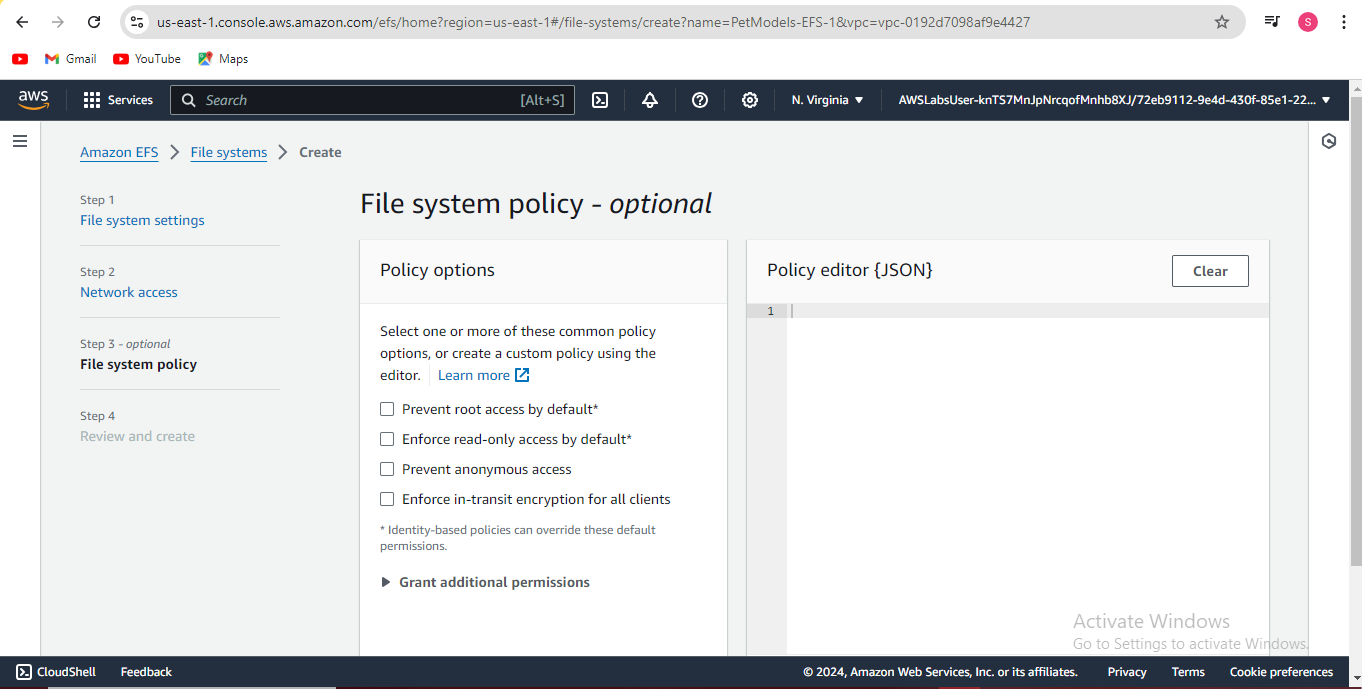 us-east-1.console.aws.amazon.com/efs/home?region=us-east-1#/file-systems/create?name=PetModels-EFS-1&vpc=vpc-0192d7098af9e4427
S
Gmail
YouTube
Maps
aws
Services
Search
[Alt+S]
N. Virginia
AWSLabsUser-knTS7MnJpNrcqofMnhb8XJ/72eb9112-9e4d-430f-85e1-22...
Amazon EFS
File systems
Create
Step 1
File system settings
Step 2
Network access
Step 3 - optional
File system policy
Step 4
Review and create
File system policy - optional
Policy options
Select one or more of these common policy
options, or create a custom policy using the
editor.
Learn more
Prevent root access by default*
Enforce read-only access by default*
Prevent anonymous access
Enforce in-transit encryption for all clients
* Identity-based policies can override these default
permissions.
Grant additional permissions
Policy editor {JSON}
Clear
1
Activate Windows
Go to Settings to activate Windows.
CloudShell
Feedback
© 2024, Amazon Web Services, Inc. or its affiliates.
Privacy
Terms
Cookie preferences